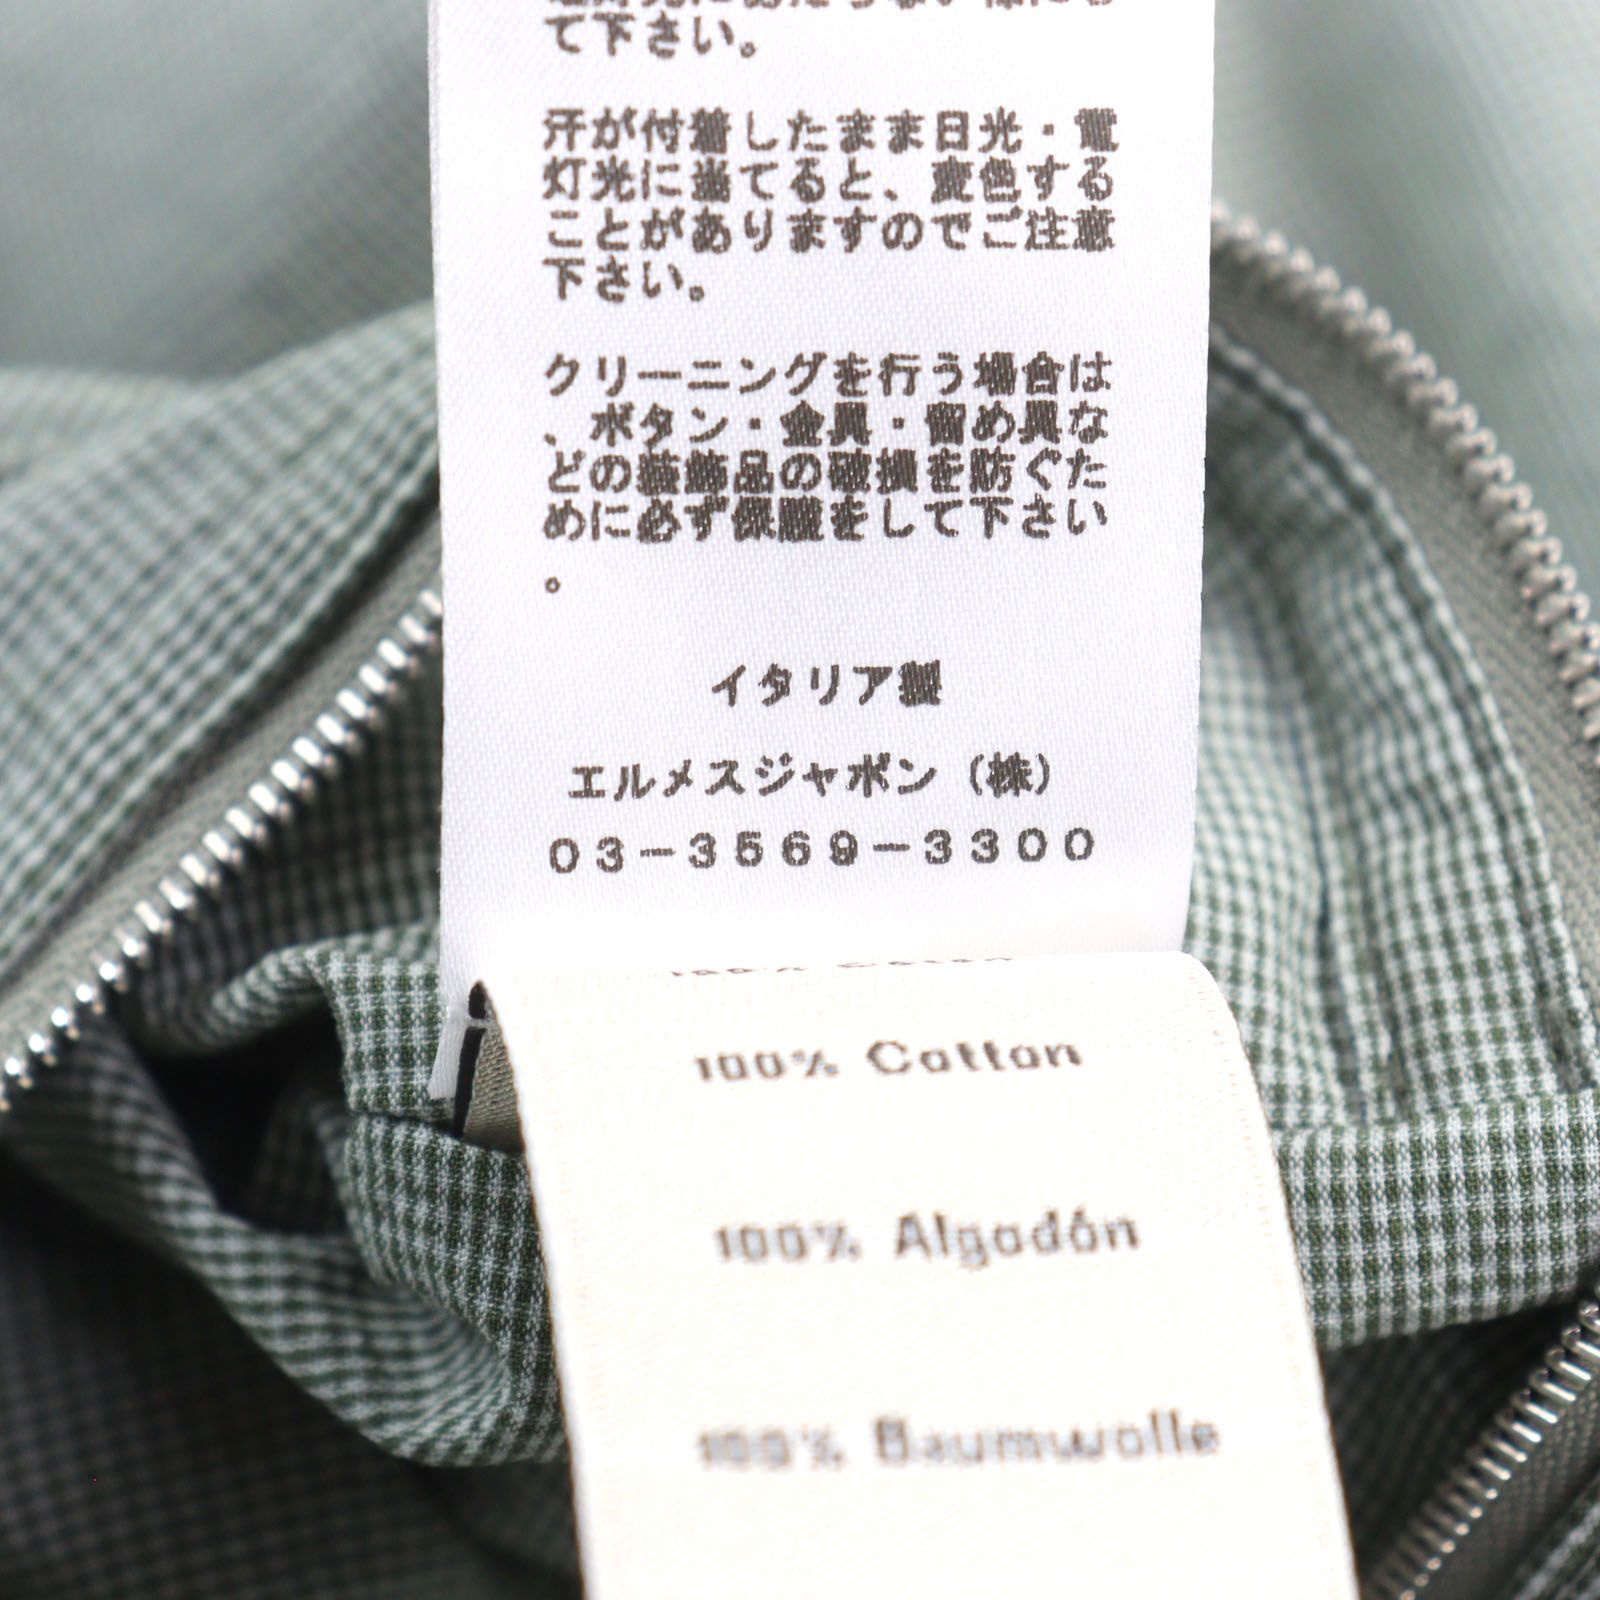 て下さい。
汗が付着したまま日光・電
灯光に当てると、変色する
ことがありますのでご注意
下さい。
クリーニングを行う場合は
、ボタン・金具・留め具な
どの装飾品の破損を防ぐた
めに必ず保護をして下さい
。
イタリア製
エルメスジャポン（株）
03-3569-3300
100% Cotton
100% Algodón
100% Baumwolle